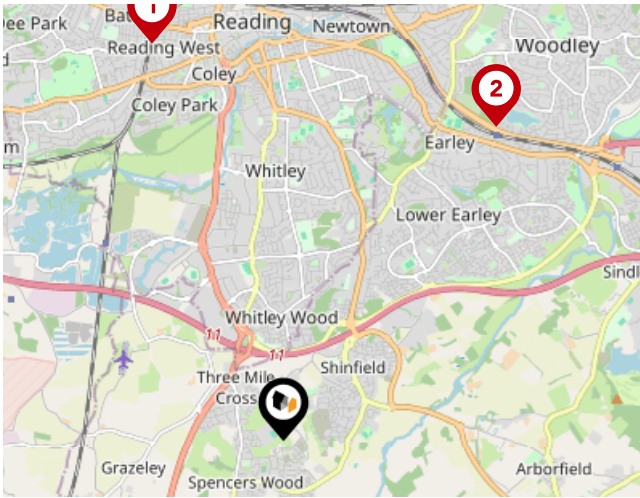 1
Reading
Newtown
Woodley
Reading West
Coley
2
Coley Park
Earley
Whitley
Lower Earley
Whitley Wood
11
11
Shinfield
Three Mile
Cross
Grazeley
Spencers Wood
Arborfield